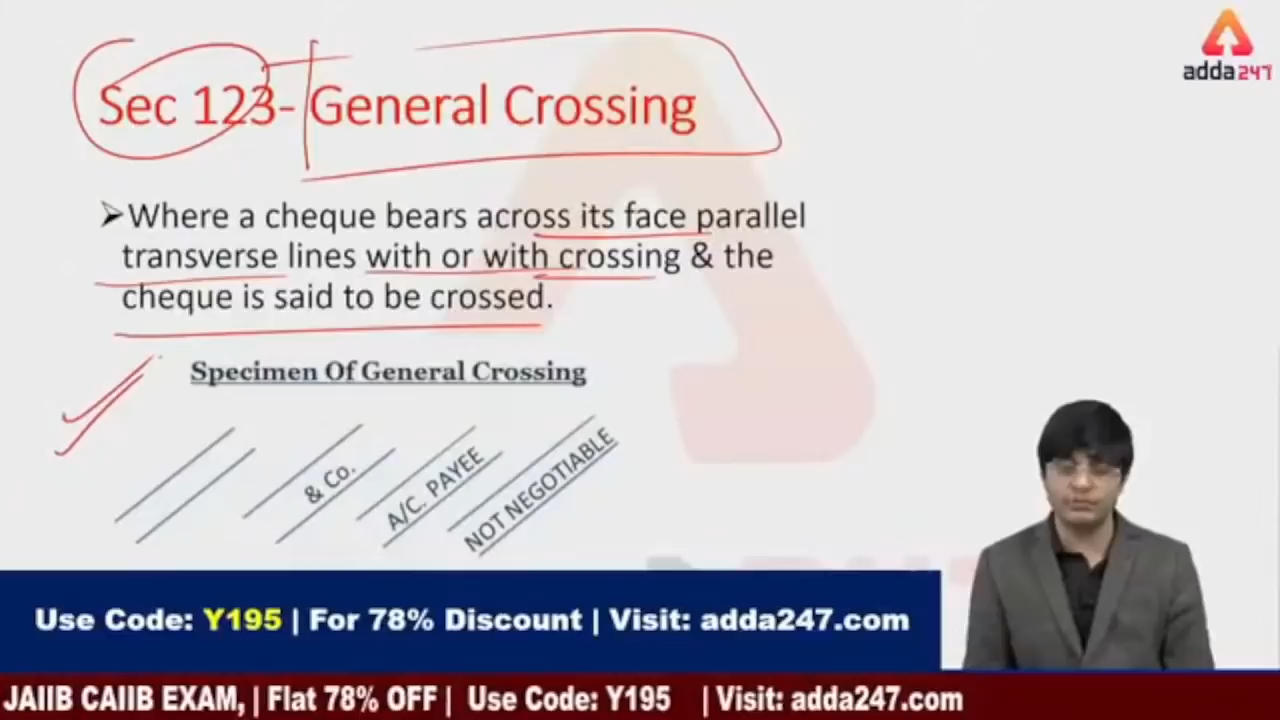 adda247
Sec 123- General Crossing
➢Where a cheque bears across its face parallel
transverse lines with or with crossing & the
cheque is said to be crossed.
Specimen Of General Crossing
& Co.
A/C. PAYEE
NOT NEGOTIABLE
Use Code: Y195 | For 78% Discount | Visit: adda247.com
JAIIB CAIIB EXAM, | Flat 78% OFF | Use Code: Y195 | Visit: adda247.com